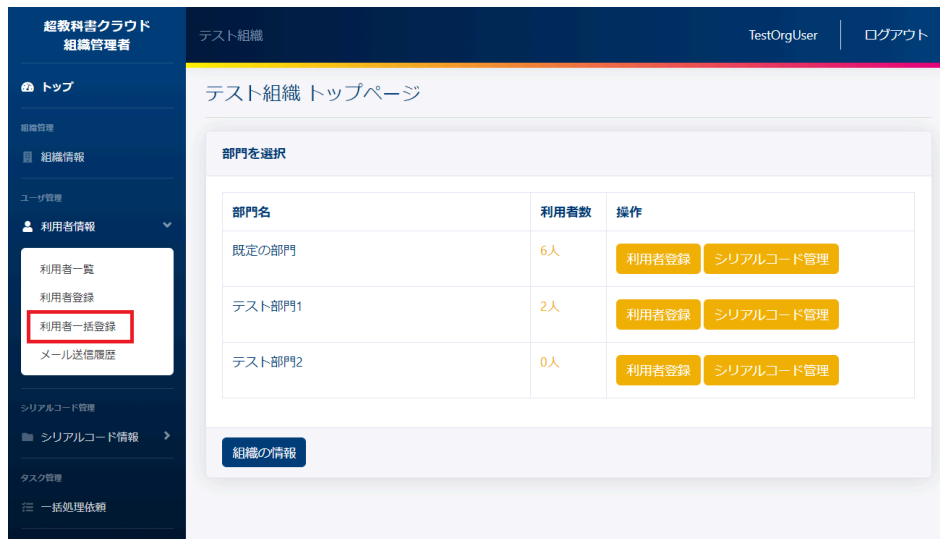 超教科書クラウド
組織管理者
テスト組織
TestOrgUser
ログアウト
トップ
組織管理
組織情報
ユーザ管理
利用者情報
利用者一覧
利用者登録
利用者一括登録
メール送信履歴
シリアルコード管理
シリアルコード情報
タスク管理
一括処理依頼
テスト組織 トップページ
部門を選択
部門名 利用者数 操作
既定の部門 6人 利用者登録 シリアルコード管理
テスト部門1 2人 利用者登録 シリアルコード管理
テスト部門2 0人 利用者登録 シリアルコード管理
組織の情報